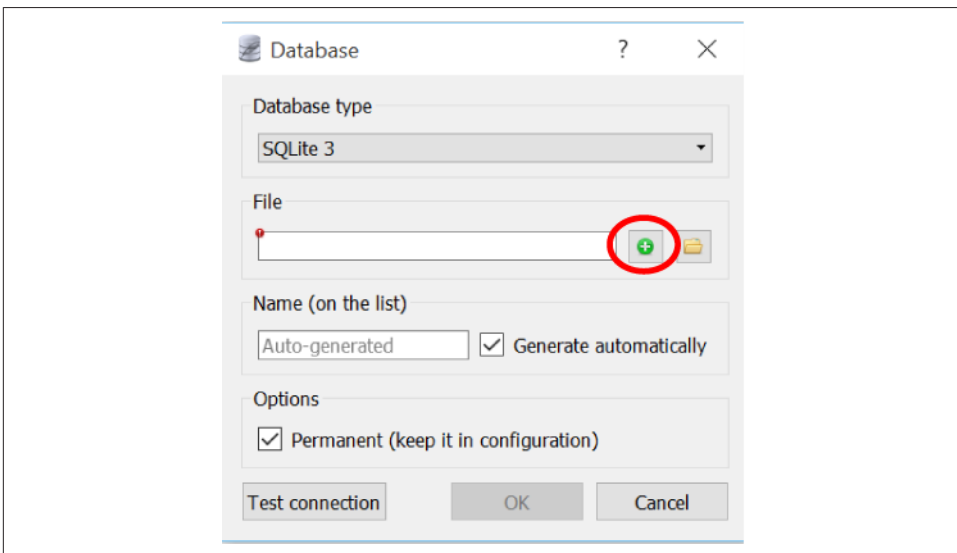 Database ?
Database type
SQLite 3
File
Name (on the list)
Auto-generated Generate automatically
Options
Permanent (keep it in configuration)
Test connection OK Cancel